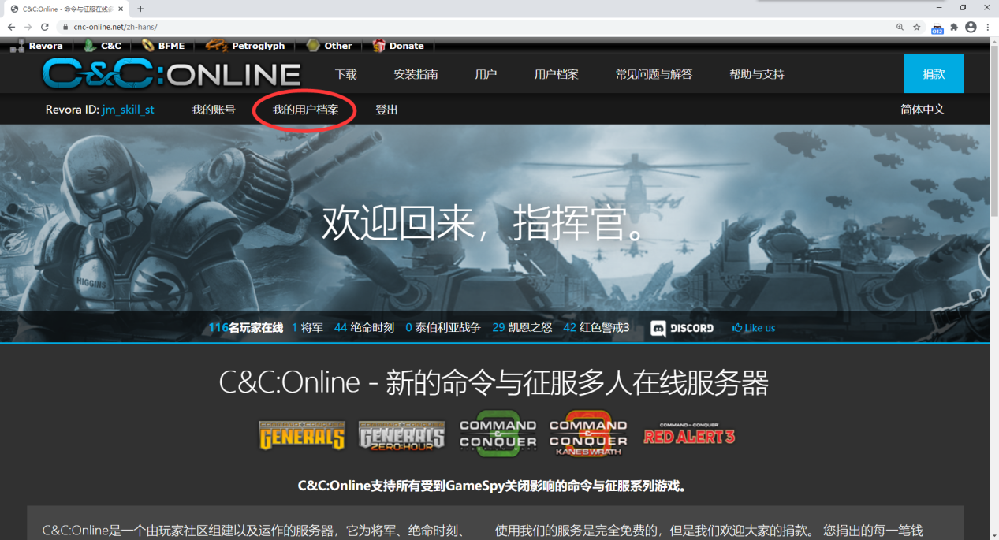 C&C:Online - 命令与征服在线多
cnc-online.net/zh-hans/
012
Revora C&C BFME Petroglyph Other Donate
C&C:ONLINE 下载 安装指南 用户 用户档案 常见问题与解答 帮助与支持 捐款
Revora ID: jm_skill_st 我的账号 我的用户档案 登出 简体中文
欢迎回来，指挥官。
HIGGINS
116名玩家在线 1 将军 44 绝命时刻 0 泰伯利亚战争 29 凯恩之怒 42 红色警戒3 DISCORD Like us
C&C:Online - 新的命令与征服多人在线服务器
COMMAND & CONQUER GENERALS
COMMAND & CONQUER GENERALS ZERO:HOUR
COMMAND & CONQUER
COMMAND & CONQUER KANES WRATH
COMMAND & CONQUER RED ALERT 3
C&C:Online支持所有受到GameSpy关闭影响的命令与征服系列游戏。
C&C:Online是一个由玩家社区组建以及运作的服务器，它为将军、绝命时刻、
使用我们的服务是完全免费的，但是我们欢迎大家的捐款。 您捐出的每一笔钱